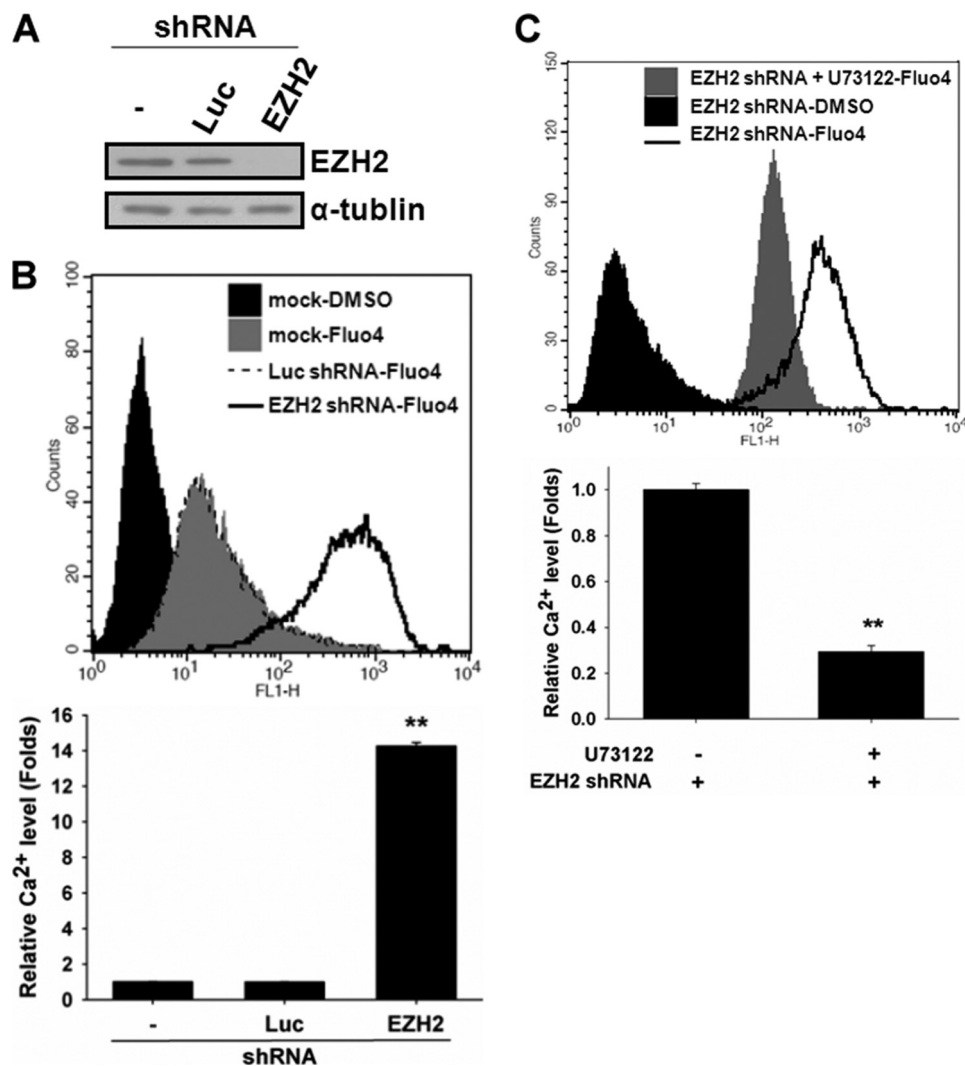 A
shRNA
- Luc EZH2
EZH2
α-tublin
B
100
80
60
40
20
0
Counts
mock-DMSO
mock-Fluo4
Luc shRNA-Fluo4
EZH2 shRNA-Fluo4
10⁰ 10¹ 10² 10³ 10⁴
FL1-H
16
14
12
10
8
6
4
2
0
Relative Ca²⁺ level (Folds)
**
- Luc EZH2
shRNA
C
150
120
90
60
30
0
Counts
EZH2 shRNA + U73122-Fluo4
EZH2 shRNA-DMSO
EZH2 shRNA-Fluo4
10⁰ 10¹ 10² 10³ 10⁴
FL1-H
1.0
0.8
0.6
0.4
0.2
0.0
Relative Ca²⁺ level (Folds)
**
U73122 - +
EZH2 shRNA + +